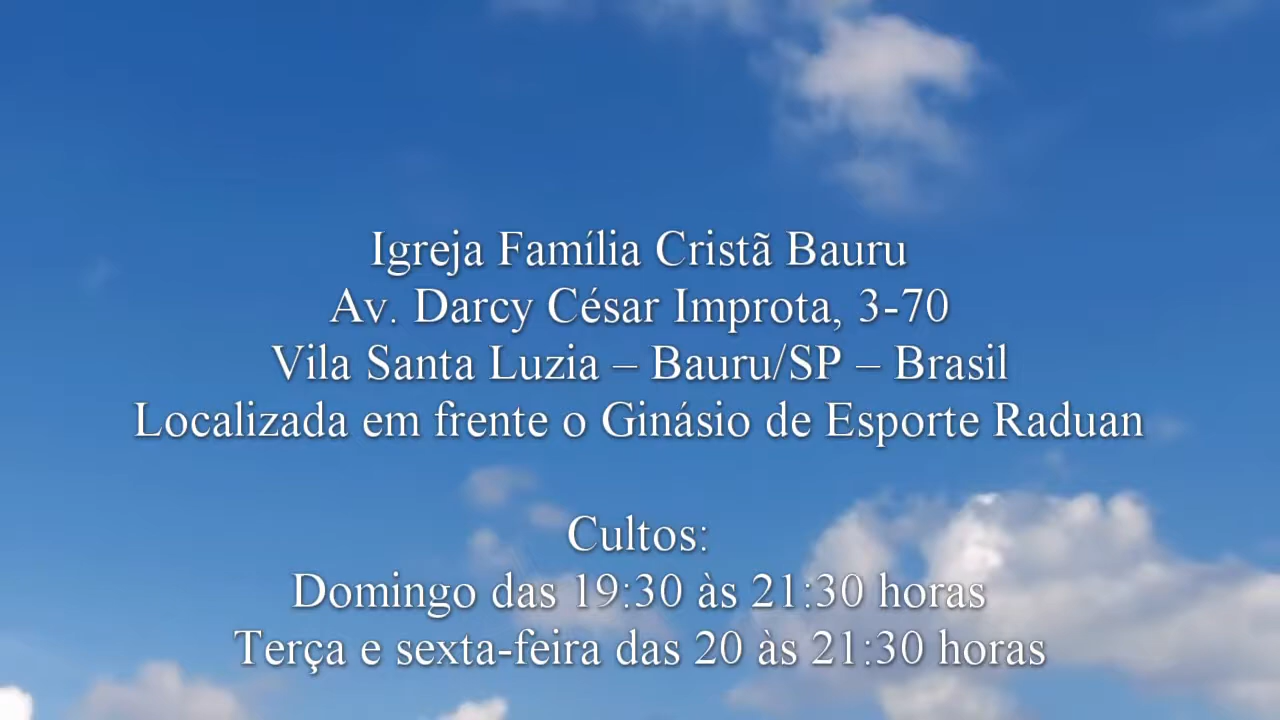 Igreja Família Cristã Bauru
Av. Darcy César Improta, 3-70
Vila Santa Luzia – Bauru/SP – Brasil
Localizada em frente o Ginásio de Esporte Raduan
Cultos:
Domingo das 19:30 às 21:30 horas
Terça e sexta-feira das 20 às 21:30 horas